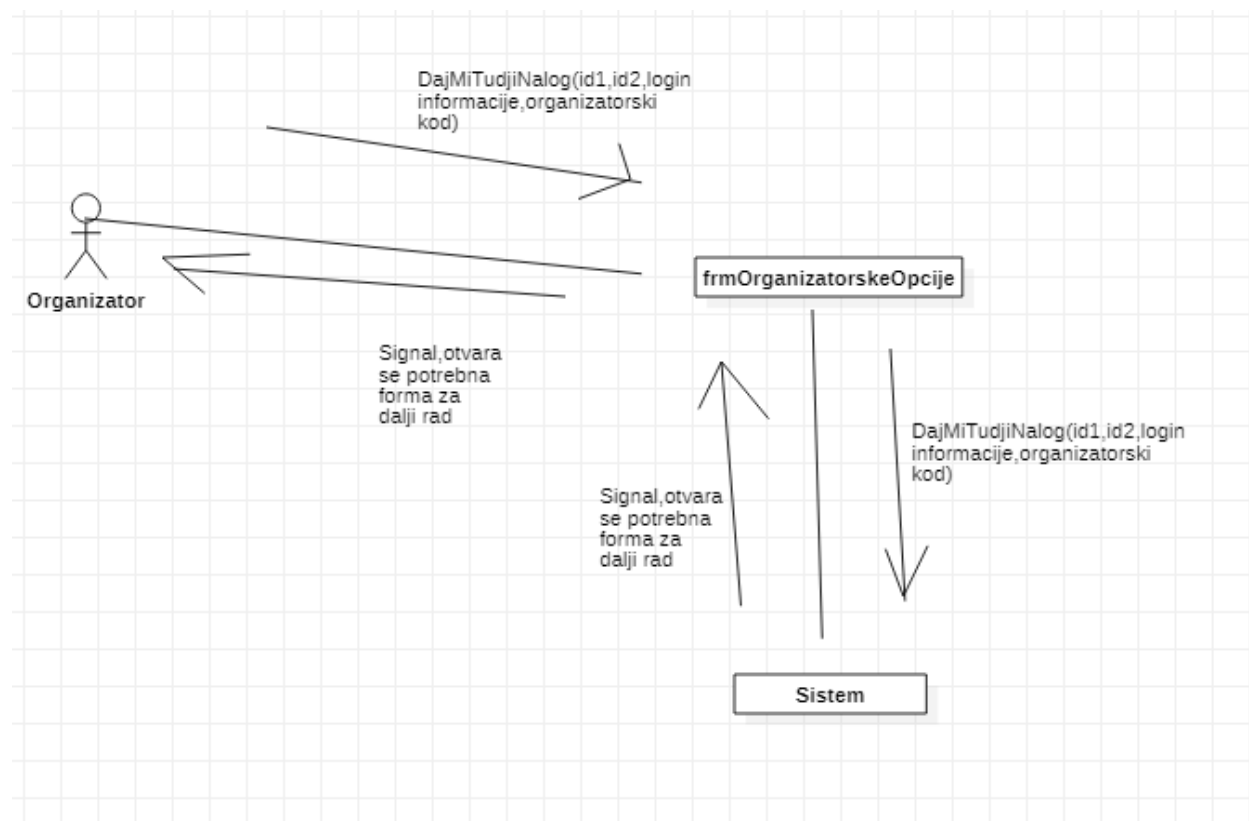 DajMiTudjiNalog(id1,id2,login
informacije,organizatorski
kod)
Organizator
frmOrganizatorskeOpcije
Signal,otvara
se potrebna
forma za
dalji rad
DajMiTudjiNalog(id1,id2,login
informacije,organizatorski
kod)
Signal,otvara
se potrebna
forma za
dalji rad
Sistem